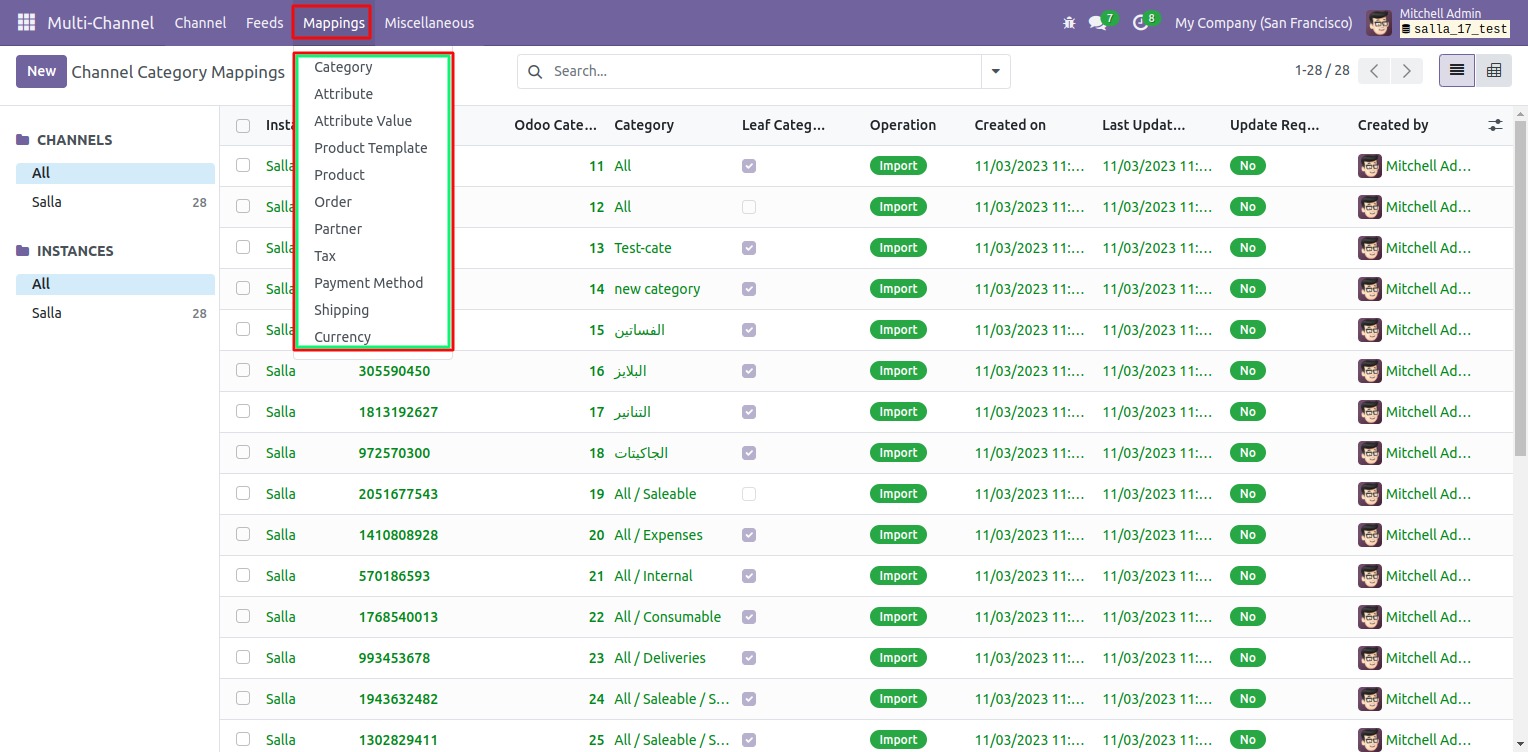 Multi-Channel Channel Feeds Mappings Miscellaneous 7 8 My Company (San Francisco) Mitchell Admin
salla_17_test
New Channel Category Mappings Search... 1-28 / 28
Category
Attribute
Attribute Value
Product Template
Product
Order
Partner
Tax
Payment Method
Shipping
Currency
CHANNELS
All
Salla 28
INSTANCES
All
Salla 28
Odoo Cate... Category Leaf Categ... Operation Created on Last Updat... Update Req... Created by
Salla 11 All Import 11/03/2023 11:... 11/03/2023 11:... No Mitchell Ad...
Salla 12 All Import 11/03/2023 11:... 11/03/2023 11:... No Mitchell Ad...
Salla 13 Test-cate Import 11/03/2023 11:... 11/03/2023 11:... No Mitchell Ad...
Salla 14 new category Import 11/03/2023 11:... 11/03/2023 11:... No Mitchell Ad...
Salla 15 الفساتين Import 11/03/2023 11:... 11/03/2023 11:... No Mitchell Ad...
Salla 305590450 16 البلايز Import 11/03/2023 11:... 11/03/2023 11:... No Mitchell Ad...
Salla 1813192627 17 التنانير Import 11/03/2023 11:... 11/03/2023 11:... No Mitchell Ad...
Salla 972570300 18 الجاكيتات Import 11/03/2023 11:... 11/03/2023 11:... No Mitchell Ad...
Salla 2051677543 19 All / Saleable Import 11/03/2023 11:... 11/03/2023 11:... No Mitchell Ad...
Salla 1410808928 20 All / Expenses Import 11/03/2023 11:... 11/03/2023 11:... No Mitchell Ad...
Salla 570186593 21 All / Internal Import 11/03/2023 11:... 11/03/2023 11:... No Mitchell Ad...
Salla 1768540013 22 All / Consumable Import 11/03/2023 11:... 11/03/2023 11:... No Mitchell Ad...
Salla 993453678 23 All / Deliveries Import 11/03/2023 11:... 11/03/2023 11:... No Mitchell Ad...
Salla 1943632482 24 All / Saleable / S... Import 11/03/2023 11:... 11/03/2023 11:... No Mitchell Ad...
Salla 1302829411 25 All / Saleable / S... Import 11/03/2023 11:... 11/03/2023 11:... No Mitchell Ad...